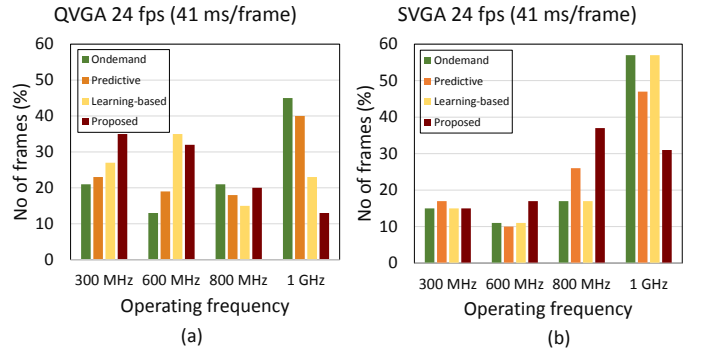 QVGA 24 fps (41 ms/frame)
No of frames (%)
60
50
40
30
20
10
0
Ondemand
Predictive
Learning-based
Proposed
300 MHz 600 MHz 800 MHz 1 GHz
Operating frequency
(a)
SVGA 24 fps (41 ms/frame)
No of frames (%)
60
50
40
30
20
10
0
Ondemand
Predictive
Learning-based
Proposed
300 MHz 600 MHz 800 MHz 1 GHz
Operating frequency
(b)